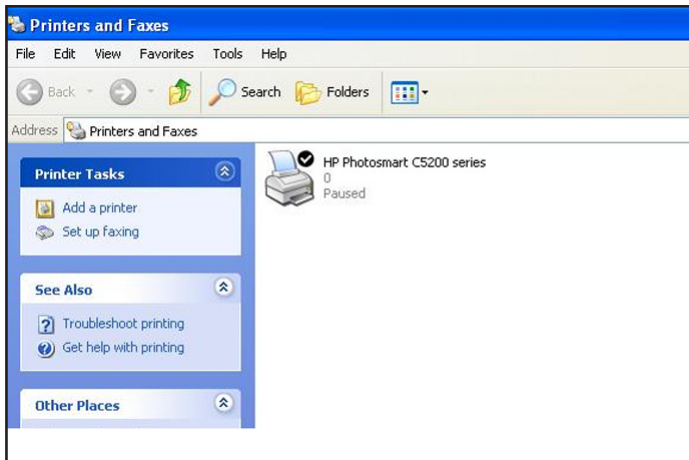 Printers and Faxes
File Edit View Favorites Tools Help
Back Search Folders
Address Printers and Faxes
Printer Tasks
Add a printer
Set up faxing
See Also
Troubleshoot printing
Get help with printing
Other Places
HP Photosmart C5200 series
0
Paused